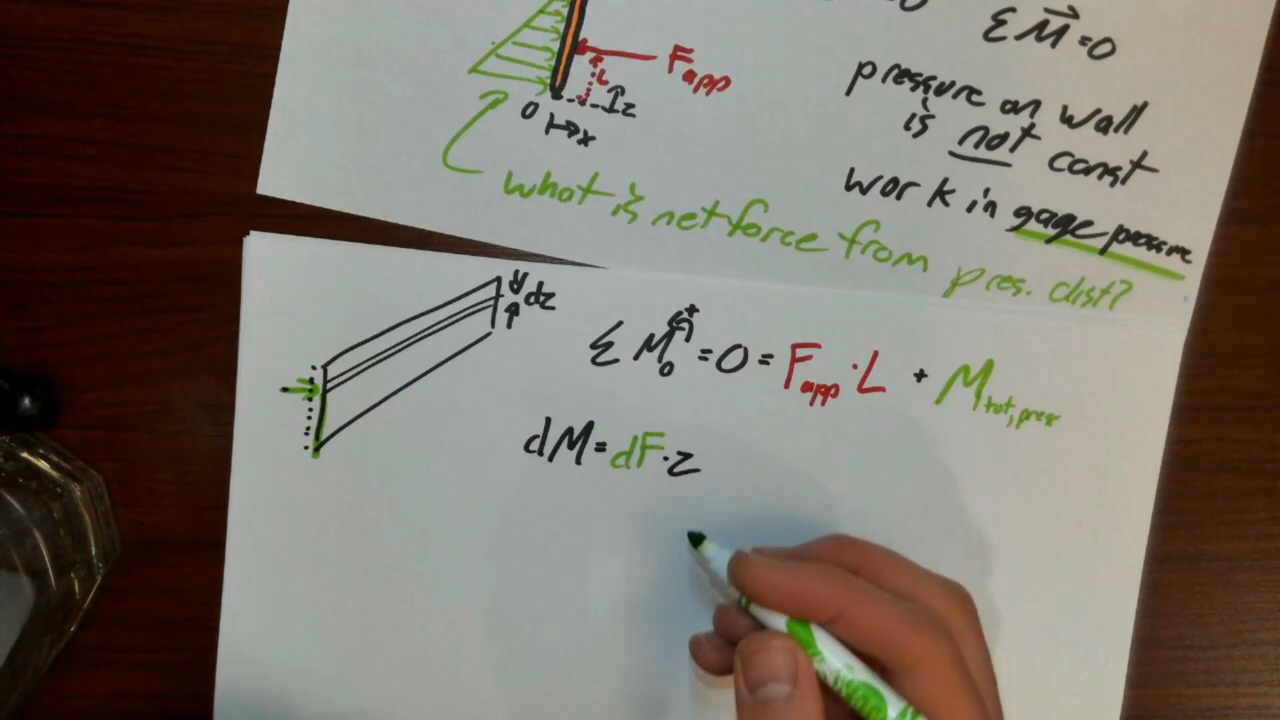 ΣM⃗=0
F_app
L
z
0
x
pressure on wall
is not const
work in gage pressure
what is net force from pres. dist?
dz
ΣM₀⁺=0=F_app·L + M_tot,pres
dM=dF·z